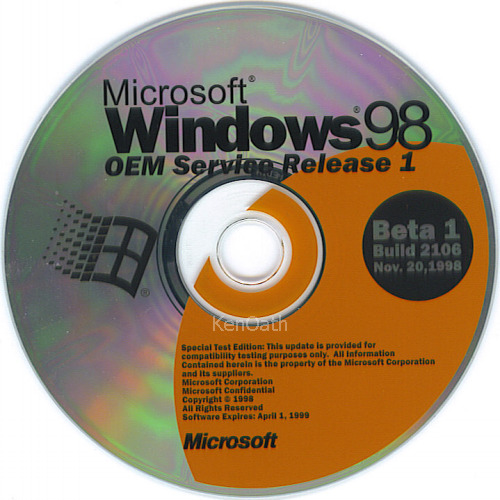 Microsoft®
Windows®98
OEM Service Release 1
Beta 1
Build 2106
Nov. 20,1998
KenOath
Special Test Edition: This update is provided for
compatibility testing purposes only. All Information
Contained herein is the property of the Microsoft Corporation
and its suppliers.
Microsoft Corporation
Microsoft Confidential
Copyright © 1998
All Rights Reserved
Software Expires: April 1, 1999
Microsoft